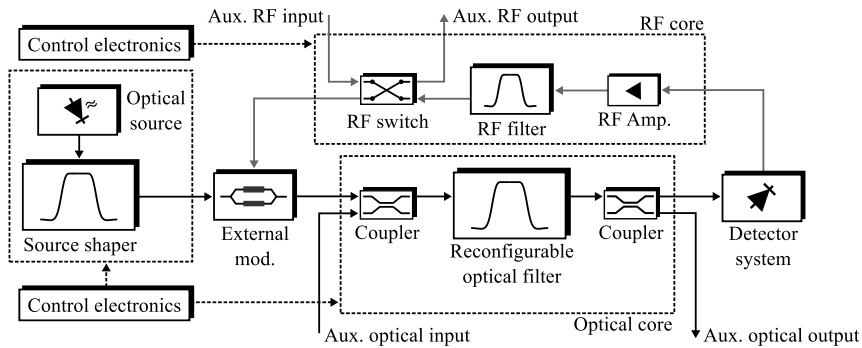 Aux. RF input
Aux. RF output
RF core
Control electronics
Optical
source
RF switch
RF filter
RF Amp.
Source shaper
External
mod.
Coupler
Reconfigurable
optical filter
Coupler
Detector
system
Control electronics
Optical core
Aux. optical input
Aux. optical output